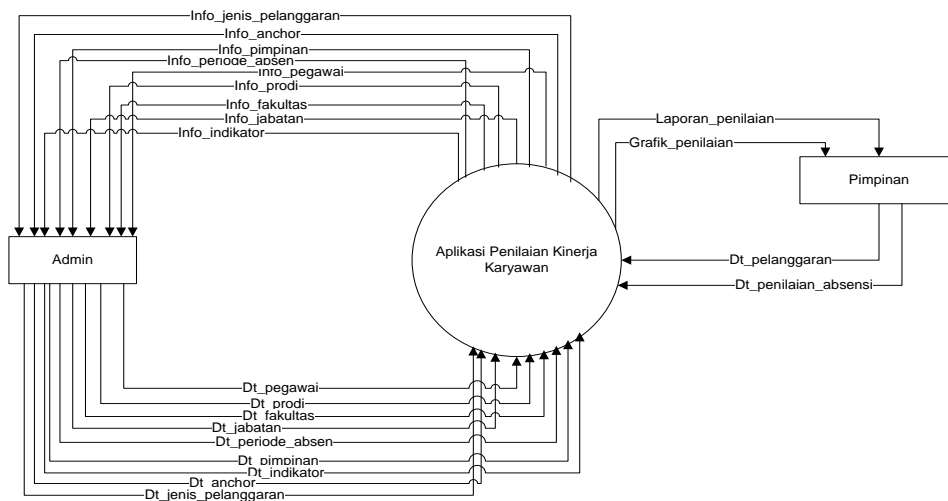 Info_jenis_pelanggaran
Info_anchor
Info_pimpinan
Info_periode_absen
Info_pegawai
Info_prodi
Info_fakultas
Info_jabatan
Info_indikator
Laporan_penilaian
Grafik_penilaian
Pimpinan
Admin
Aplikasi Penilaian Kinerja
Karyawan
Dt_pelanggaran
Dt_penilaian_absensi
Dt_pegawai
Dt_prodi
Dt_fakultas
Dt_jabatan
Dt_periode_absen
Dt_pimpinan
Dt_indikator
Dt_anchor
Dt_jenis_pelanggaran